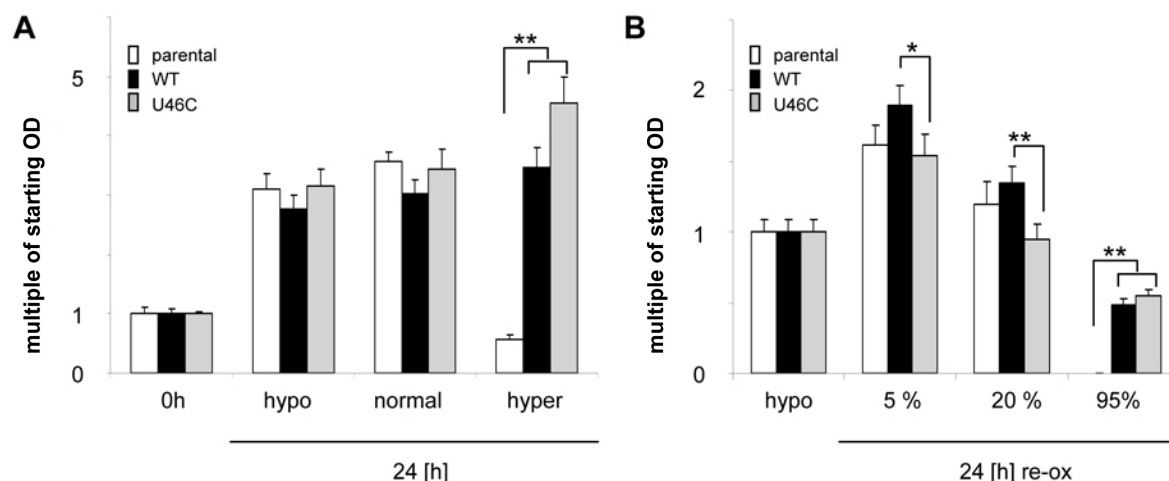 A
parental
WT
U46C
**
5
1
0
multiple of starting OD
0h hypo normal hyper
24 [h]
B
parental
WT
U46C
*
**
**
2
1
0
multiple of starting OD
hypo 5 % 20 % 95%
24 [h] re-ox